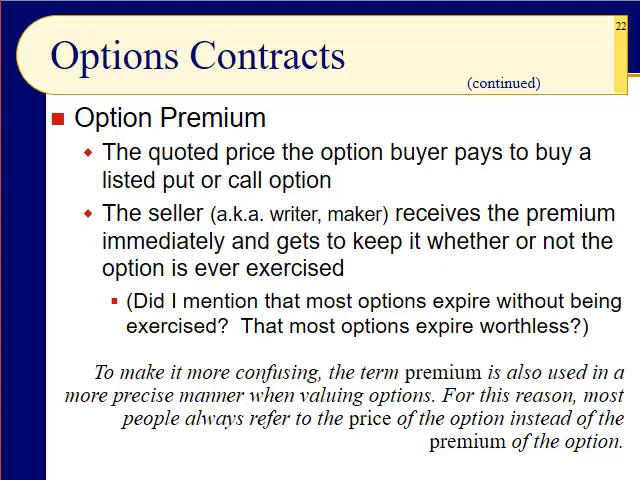 22
Options Contracts
(continued)
Option Premium
The quoted price the option buyer pays to buy a
listed put or call option
The seller (a.k.a. writer, maker) receives the premium
immediately and gets to keep it whether or not the
option is ever exercised
(Did I mention that most options expire without being
exercised?  That most options expire worthless?)
To make it more confusing, the term premium is also used in a
more precise manner when valuing options. For this reason, most
people always refer to the price of the option instead of the
premium of the option.